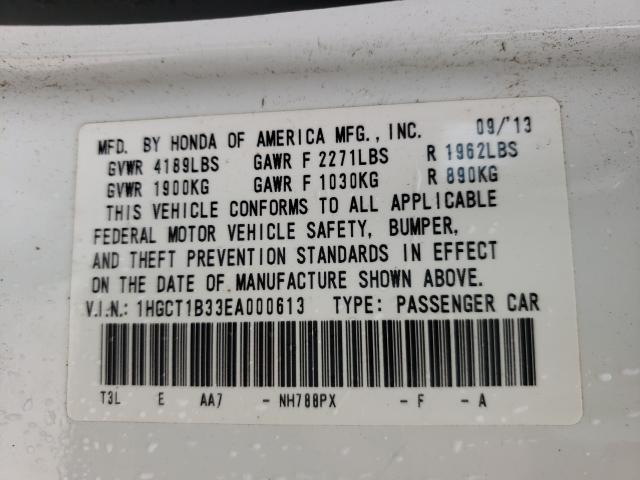 MFD. BY HONDA OF AMERICA MFG., INC. 09/'13
GVWR 4189LBS GAWR F 2271LBS R 1962LBS
GVWR 1900KG GAWR F 1030KG R 890KG
THIS VEHICLE CONFORMS TO ALL APPLICABLE
FEDERAL MOTOR VEHICLE SAFETY, BUMPER,
AND THEFT PREVENTION STANDARDS IN EFFECT
ON THE DATE OF MANUFACTURE SHOWN ABOVE.
V.I.N.: 1HGCT1B33EA000613 TYPE: PASSENGER CAR
T3L E AA7 - NH788PX - F - A